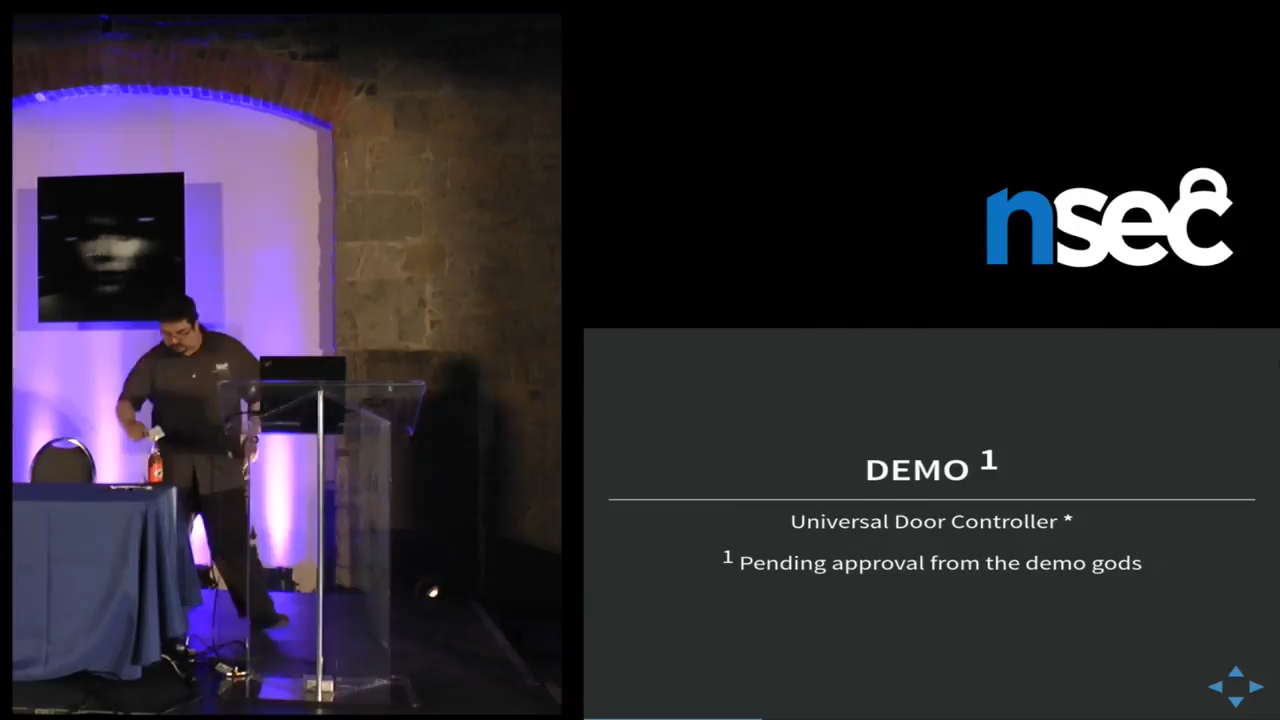 nsec
DEMO 1
Universal Door Controller *
1 Pending approval from the demo gods